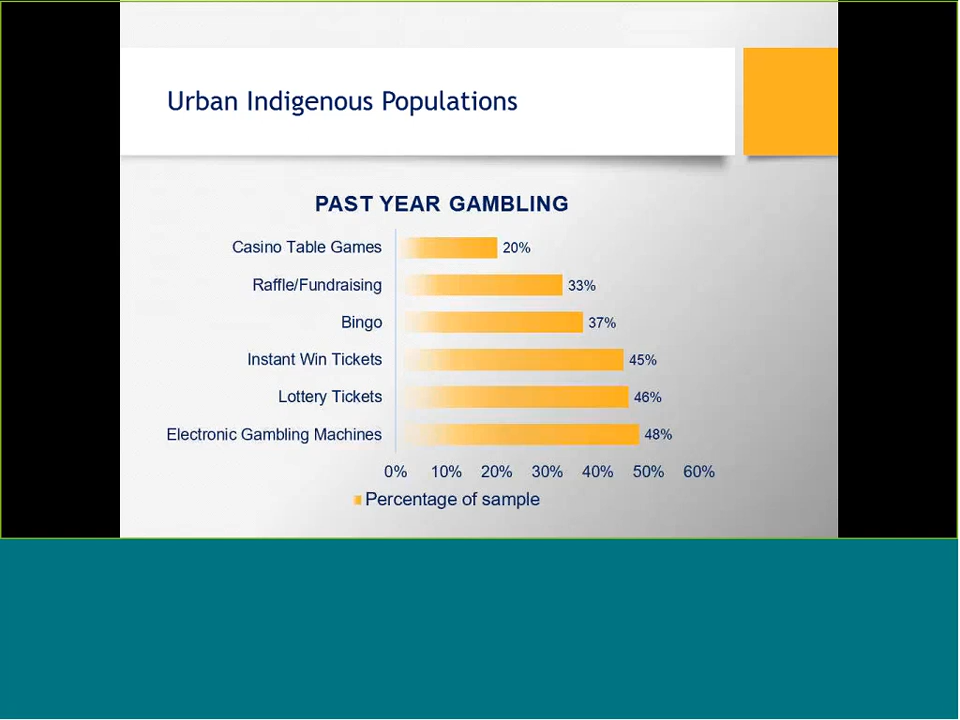 Urban Indigenous Populations
PAST YEAR GAMBLING
Casino Table Games 20%
Raffle/Fundraising 33%
Bingo 37%
Instant Win Tickets 45%
Lottery Tickets 46%
Electronic Gambling Machines 48%
0% 10% 20% 30% 40% 50% 60%
Percentage of sample